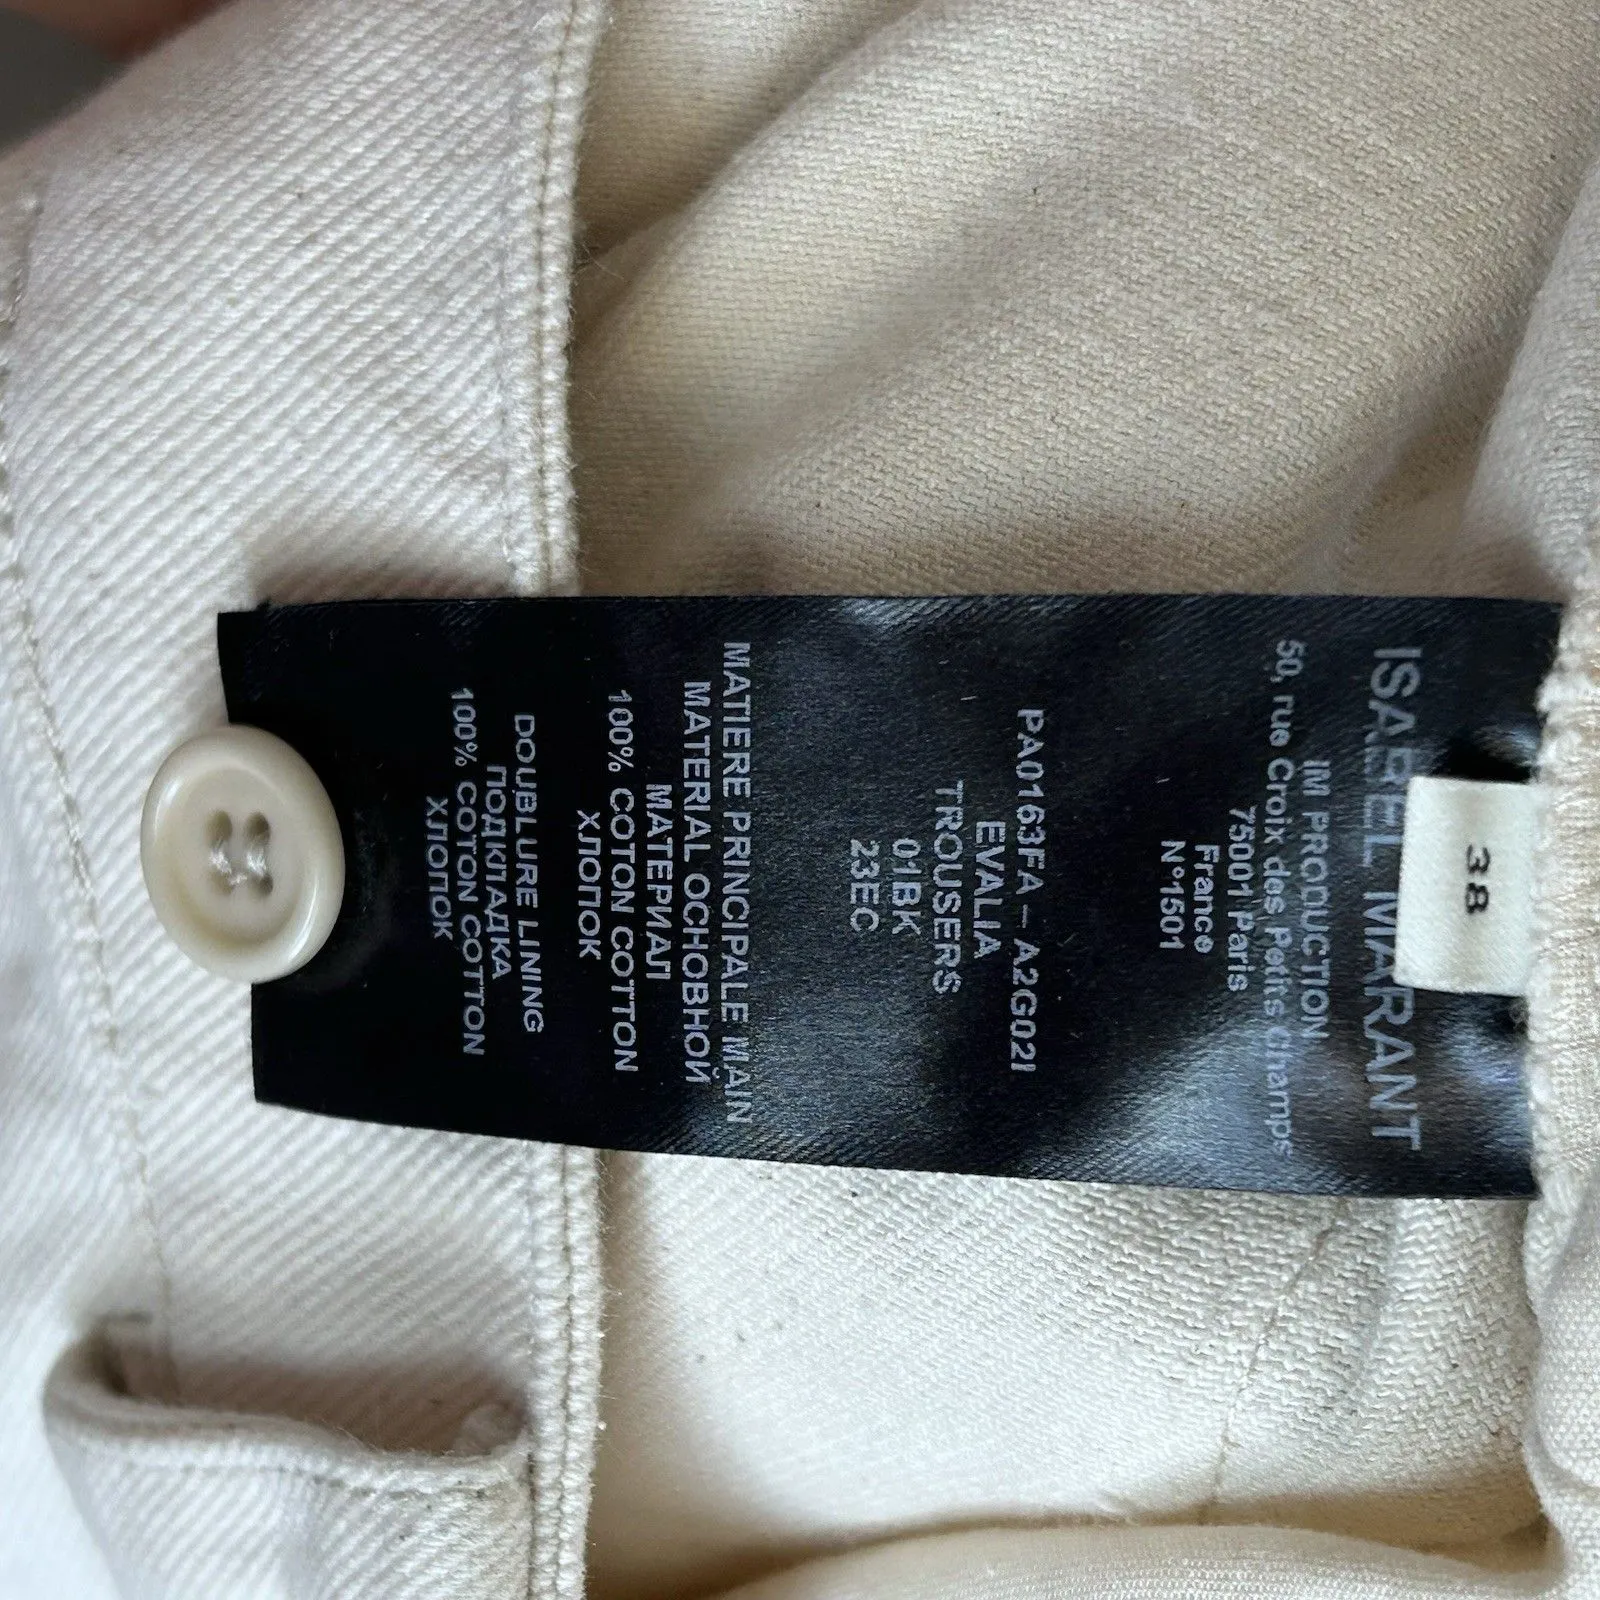 38
ISABEL MARANT
IM PRODUCTION
50, rue Croix des Petits Champs
75001 Paris
France
N°1501
PA0163FA - A2G02I
EVALIA
TROUSERS
01BK
23EC
MATIERE PRINCIPALE MAIN
MATERIAL ОСНОВНОЙ
МАТЕРИАЛ
100% COTON COTTON
ХЛОПОК
DOUBLURE LINING
ПОДКЛАДКА
100% COTON COTTON
ХЛОПОК